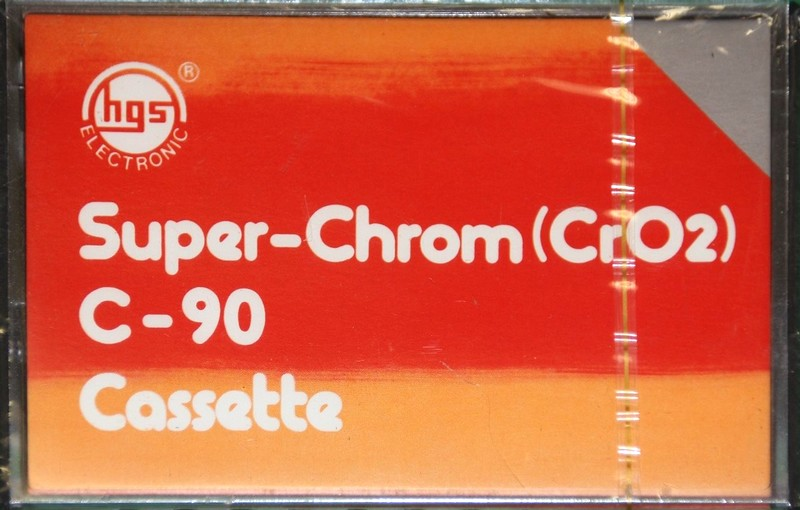 hgs
®
ELECTRONIC
Super-Chrom (CrO2)
C-90
Cassette